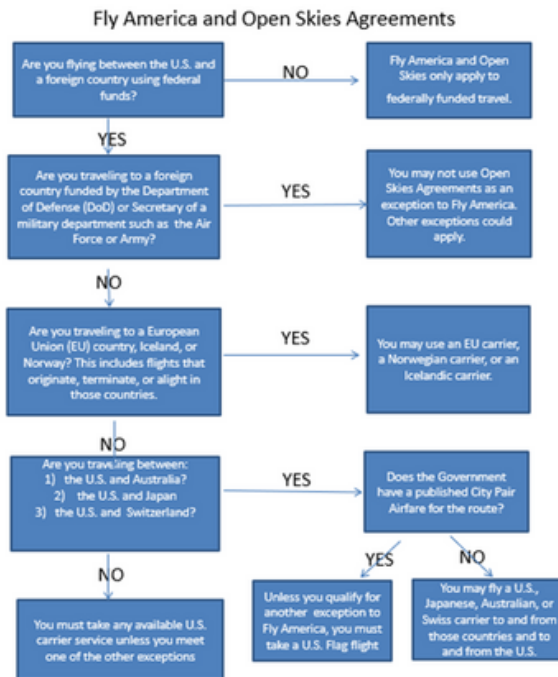 Fly America and Open Skies Agreements
Are you flying between the U.S. and
a foreign country using federal
funds?
NO
Fly America and Open
Skies only apply to
federally funded travel.
YES
Are you traveling to a foreign
country funded by the Department
of Defense (DoD) or Secretary of a
military department such as the Air
Force or Army?
YES
You may not use Open
Skies Agreements as an
exception to Fly America.
Other exceptions could
apply.
NO
Are you traveling to a European
Union (EU) country, Iceland, or
Norway? This includes flights that
originate, terminate, or alight in
those countries.
YES
You may use an EU carrier,
a Norwegian carrier, or an
Icelandic carrier.
NO
Are you traveling between:
1) the U.S. and Australia?
2) the U.S. and Japan
3) the U.S. and Switzerland?
YES
Does the Government
have a published City Pair
Airfare for the route?
NO
You must take any available U.S.
carrier service unless you meet
one of the other exceptions
YES
Unless you qualify for
another exception to
Fly America, you must
take a U.S. Flag flight
NO
You may fly a U.S.,
Japanese, Australian, or
Swiss carrier to and from
those countries and to
and from the U.S.